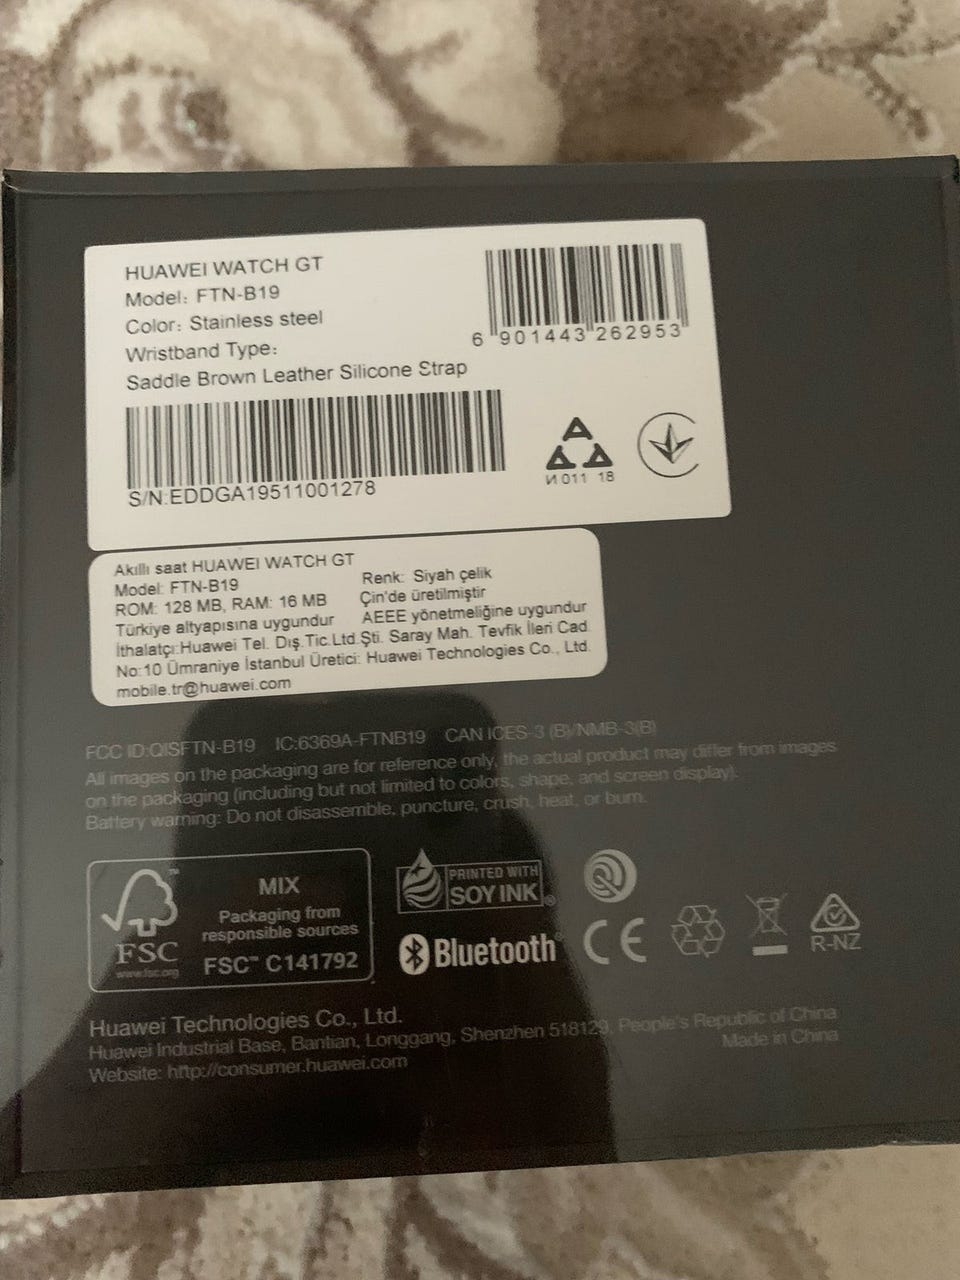 HUAWEI WATCH GT
Model: FTN-B19
Color: Stainless steel
Wristband Type:
Saddle Brown Leather Silicone Strap
6 901443 262953
S/N:EDDGA19511001278
И 011 18
Akıllı saat HUAWEI WATCH GT
Model: FTN-B19 Renk: Siyah çelik
ROM: 128 MB, RAM: 16 MB Çin'de üretilmiştir
Türkiye altyapısına uygundur AEEE yönetmeliğine uygundur
İthalatçı:Huawei Tel. Dış.Tic.Ltd.Şti. Saray Mah. Tevfik İleri Cad.
No:10 Ümraniye İstanbul Üretici: Huawei Technologies Co., Ltd.
mobile.tr@huawei.com
FCC ID:QISFTN-B19 IC:6369A-FTNB19 CAN ICES-3 (B)/NMB-3(B)
All images on the packaging are for reference only, the actual product may differ from images
on the packaging (including but not limited to colors, shape, and screen display).
Battery warning: Do not disassemble, puncture, crush, heat, or burn.
FSC
www.fsc.org
MIX
Packaging from
responsible sources
FSC™ C141792
PRINTED WITH
SOY INK®
Bluetooth®
CE
R-NZ
Huawei Technologies Co., Ltd.
Huawei Industrial Base, Bantian, Longgang, Shenzhen 518129, People's Republic of China
Website: http://consumer.huawei.com
Made in China